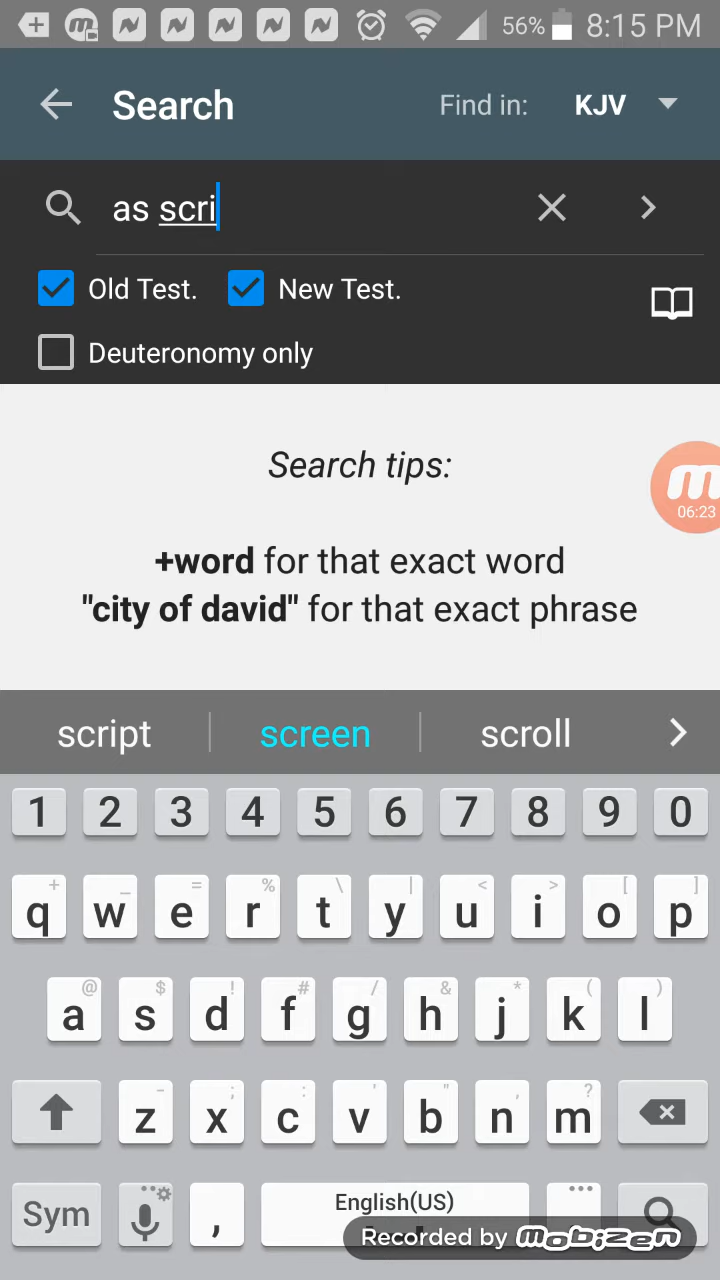 56% 8:15 PM
Search Find in: KJV
as scri
Old Test. New Test.
Deuteronomy only
Search tips:
m
06:23
+word for that exact word
"city of david" for that exact phrase
script screen scroll
1 2 3 4 5 6 7 8 9 0
+ _ = % \ | < > [ ]
q w e r t y u i o p
@ $ ! # / & * ( )
a s d f g h j k l
- ; : ' " , ?
z x c v b n m
Sym , English(US)
Recorded by mobizen